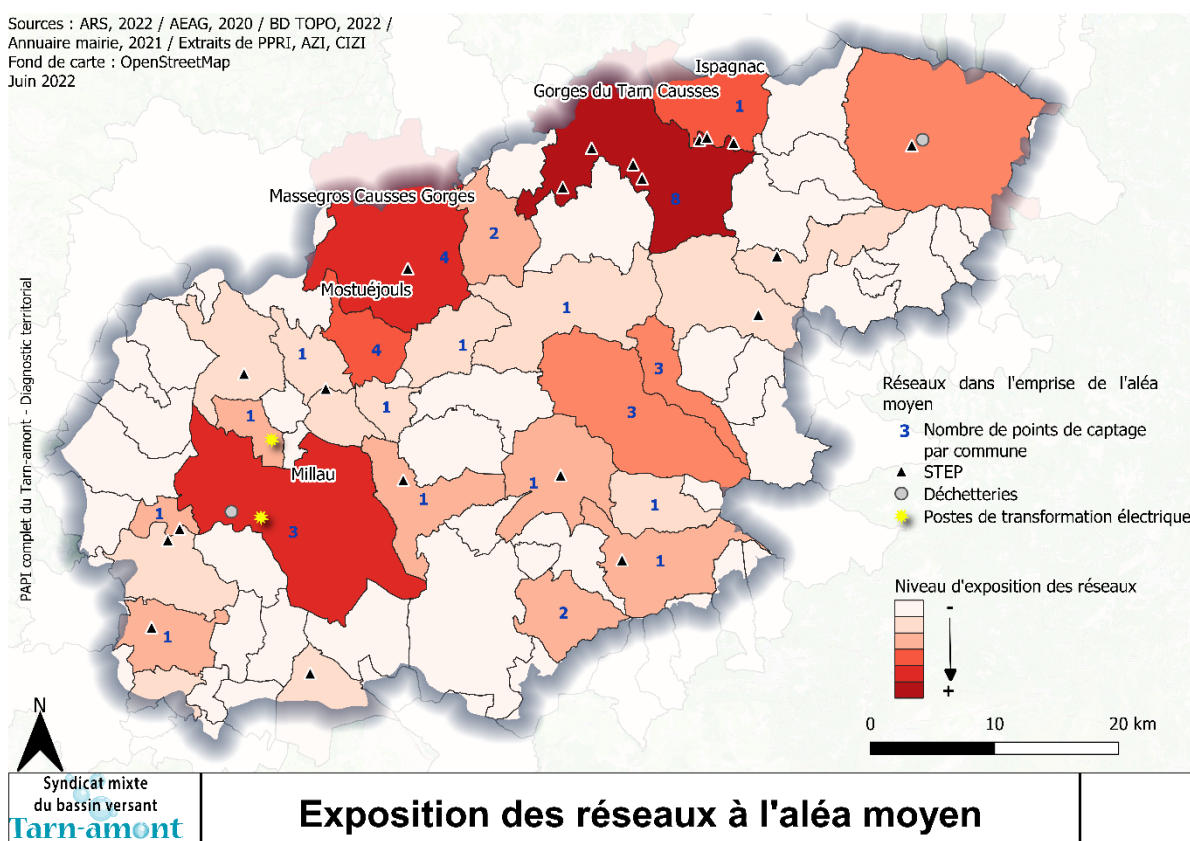 Sources : ARS, 2022 / AEAG, 2020 / BD TOPO, 2022 /
Annuaire mairie, 2021 / Extraits de PPRI, AZI, CIZI
Fond de carte : OpenStreetMap
Juin 2022
Ispagnac
Gorges du Tarn Causses
1
8
Massegros Causses Gorges
2
4
Mostuéjouls
1
1
1
4
3
1
1
3
Millau
1
1
1
1
3
1
2
1
PAPI complet du Tarn-amont - Diagnostic territorial
Réseaux dans l'emprise de l'aléa
moyen
3 Nombre de points de captage
par commune
STEP
Déchetteries
Postes de transformation électrique
Niveau d'exposition des réseaux
-
+
0 10 20 km
N
Syndicat mixte
du bassin versant
Tarn-amont
Exposition des réseaux à l'aléa moyen